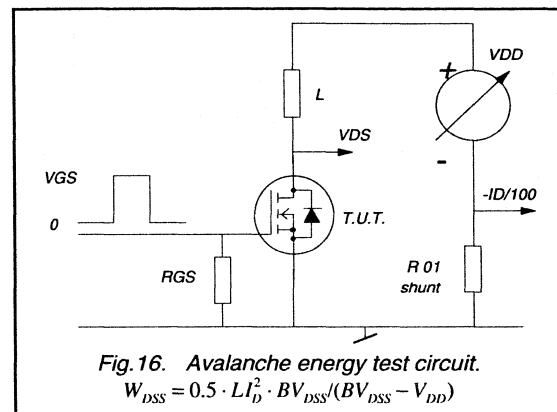 + VDD
L
VDS
-
VGS
0
-ID/100
T.U.T.
RGS
R 01
shunt
Fig.16. Avalanche energy test circuit.
W_DSS = 0.5 · LI_D^2 · BV_DSS/(BV_DSS − V_DD)